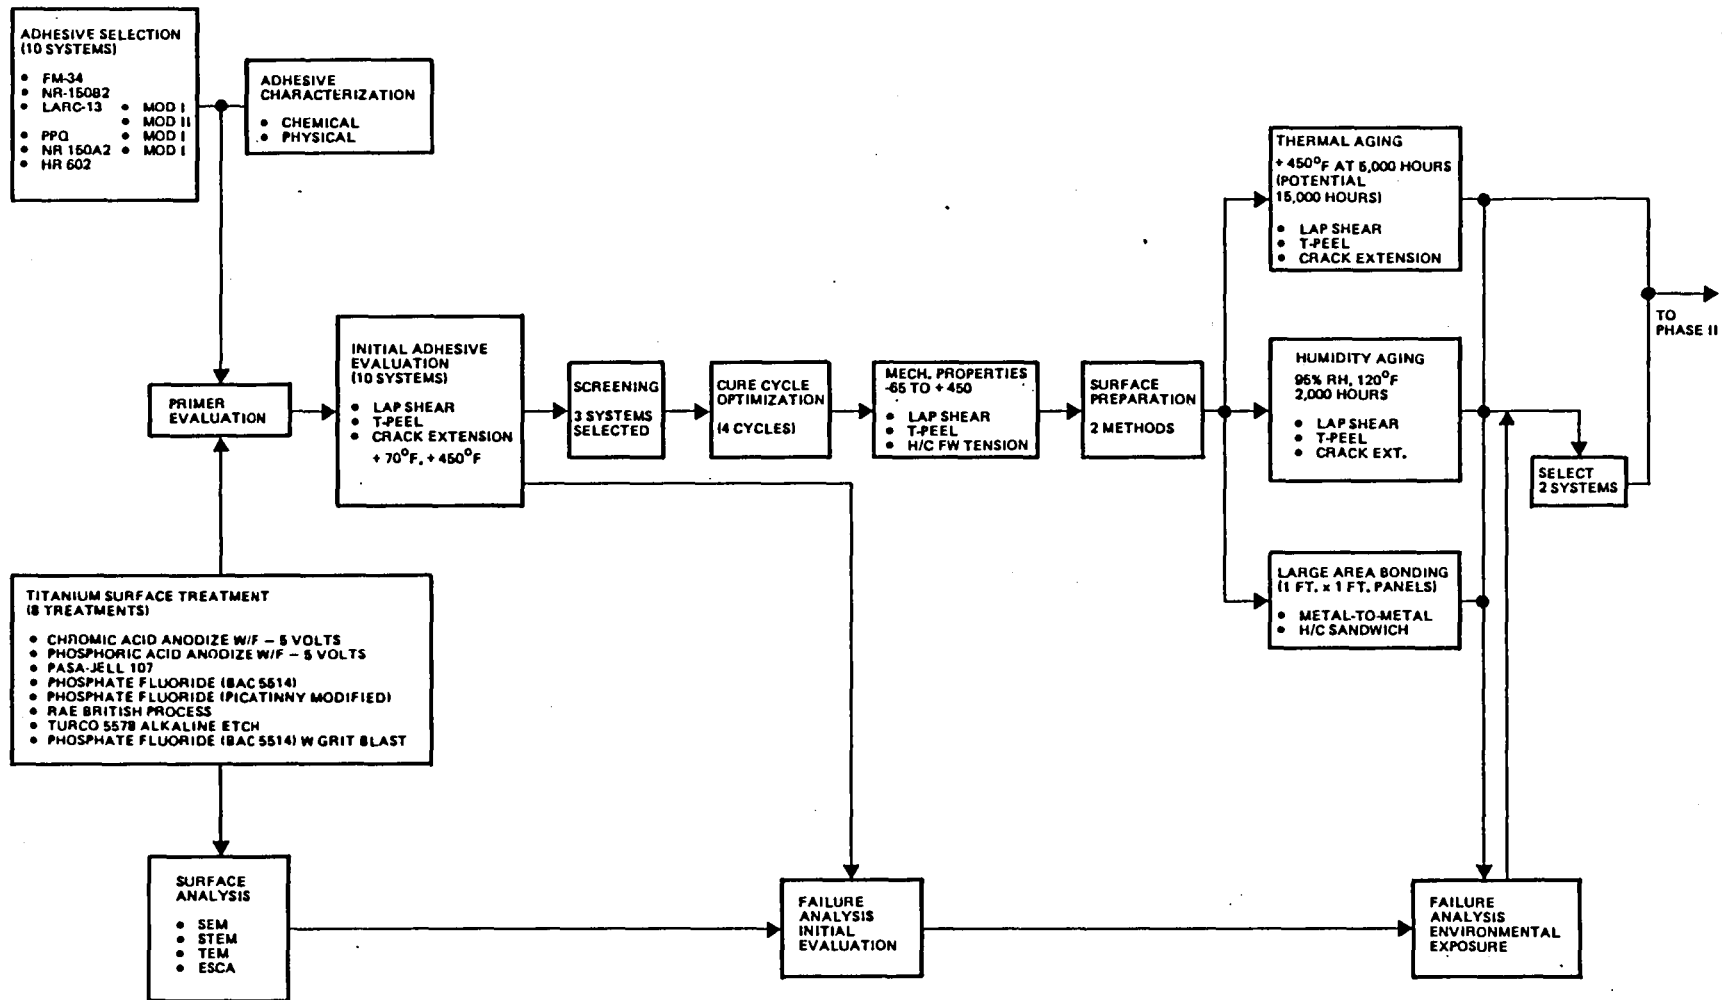 ADHESIVE SELECTION
(10 SYSTEMS)
• FM-34
• NR-150B2
• LARC-13 • MOD I
• MOD II
• PPQ • MOD I
• NR 150A2 • MOD I
• HR 602
ADHESIVE
CHARACTERIZATION
• CHEMICAL
• PHYSICAL
PRIMER
EVALUATION
TITANIUM SURFACE TREATMENT
(8 TREATMENTS)
• CHROMIC ACID ANODIZE W/F – 5 VOLTS
• PHOSPHORIC ACID ANODIZE W/F – 5 VOLTS
• PASA-JELL 107
• PHOSPHATE FLUORIDE (BAC 5514)
• PHOSPHATE FLUORIDE (PICATINNY MODIFIED)
• RAE BRITISH PROCESS
• TURCO 5578 ALKALINE ETCH
• PHOSPHATE FLUORIDE (BAC 5514) W GRIT BLAST
SURFACE
ANALYSIS
• SEM
• STEM
• TEM
• ESCA
INITIAL ADHESIVE
EVALUATION
(10 SYSTEMS)
• LAP SHEAR
• T-PEEL
• CRACK EXTENSION
+ 70°F, + 450°F
SCREENING
3 SYSTEMS
SELECTED
CURE CYCLE
OPTIMIZATION
(4 CYCLES)
MECH. PROPERTIES
-65 TO + 450
• LAP SHEAR
• T-PEEL
• H/C FW TENSION
SURFACE
PREPARATION
2 METHODS
THERMAL AGING
+ 450°F AT 5,000 HOURS
(POTENTIAL
15,000 HOURS)
• LAP SHEAR
• T-PEEL
• CRACK EXTENSION
HUMIDITY AGING
95% RH, 120°F
2,000 HOURS
• LAP SHEAR
• T-PEEL
• CRACK EXT.
LARGE AREA BONDING
(1 FT. x 1 FT. PANELS)
• METAL-TO-METAL
• H/C SANDWICH
SELECT
2 SYSTEMS
TO
PHASE II
FAILURE
ANALYSIS
INITIAL
EVALUATION
FAILURE
ANALYSIS
ENVIRONMENTAL
EXPOSURE